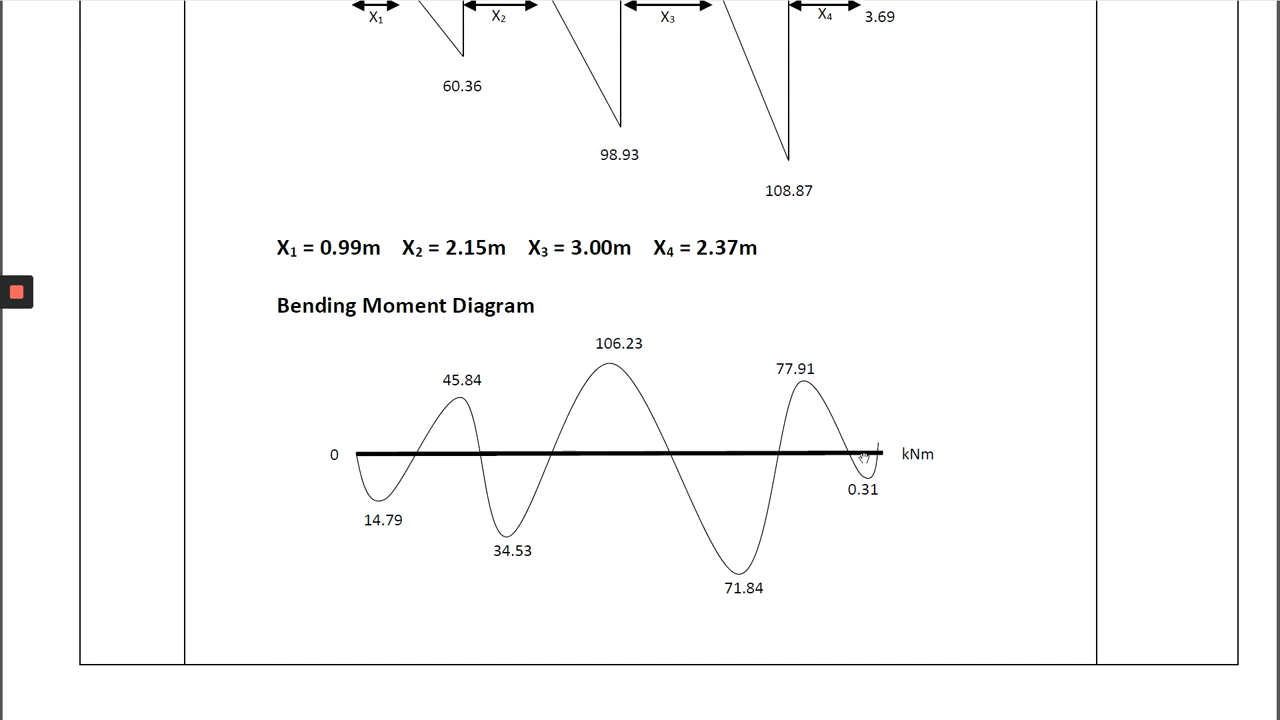 X₁ X₂ X₃ X₄ 3.69
60.36
98.93
108.87
X₁ = 0.99m X₂ = 2.15m X₃ = 3.00m X₄ = 2.37m
Bending Moment Diagram
106.23
77.91
45.84
0 kNm
0.31
14.79
34.53
71.84